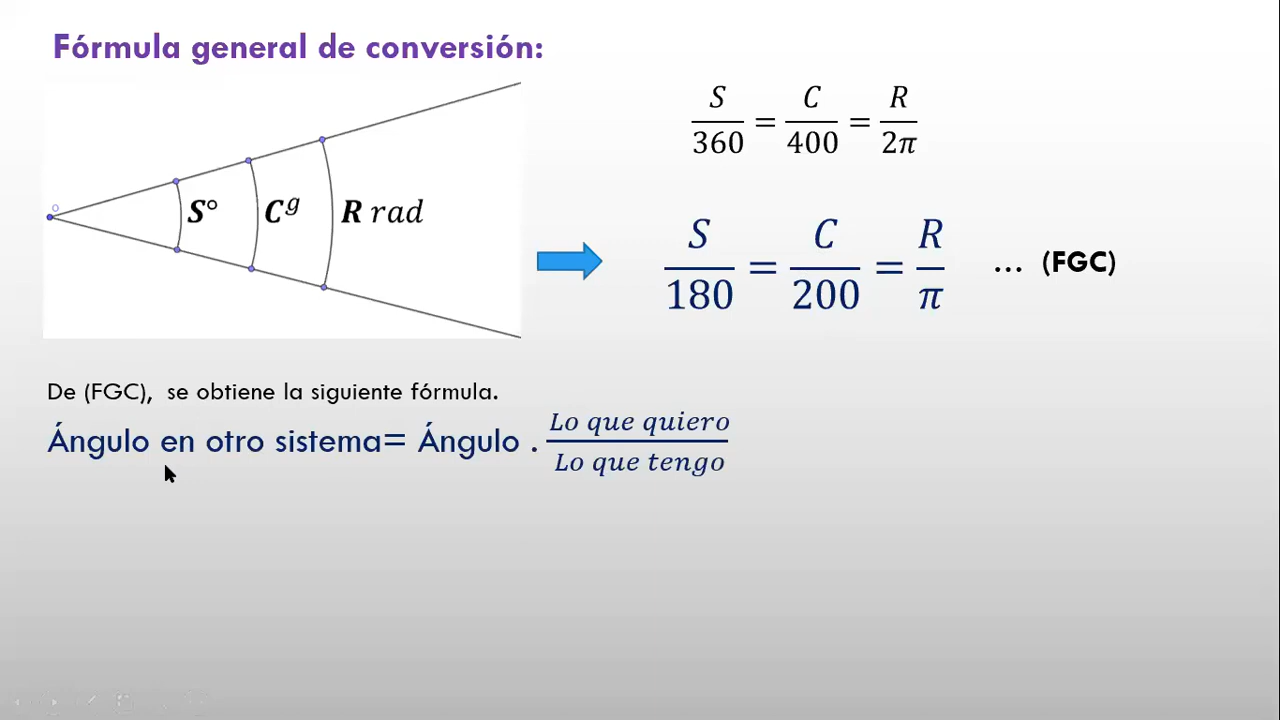 Fórmula general de conversión:
S/360 = C/400 = R/2π
O
S° C^g R rad
S/180 = C/200 = R/π ... (FGC)
De (FGC), se obtiene la siguiente fórmula.
Ángulo en otro sistema= Ángulo . Lo que quiero/Lo que tengo